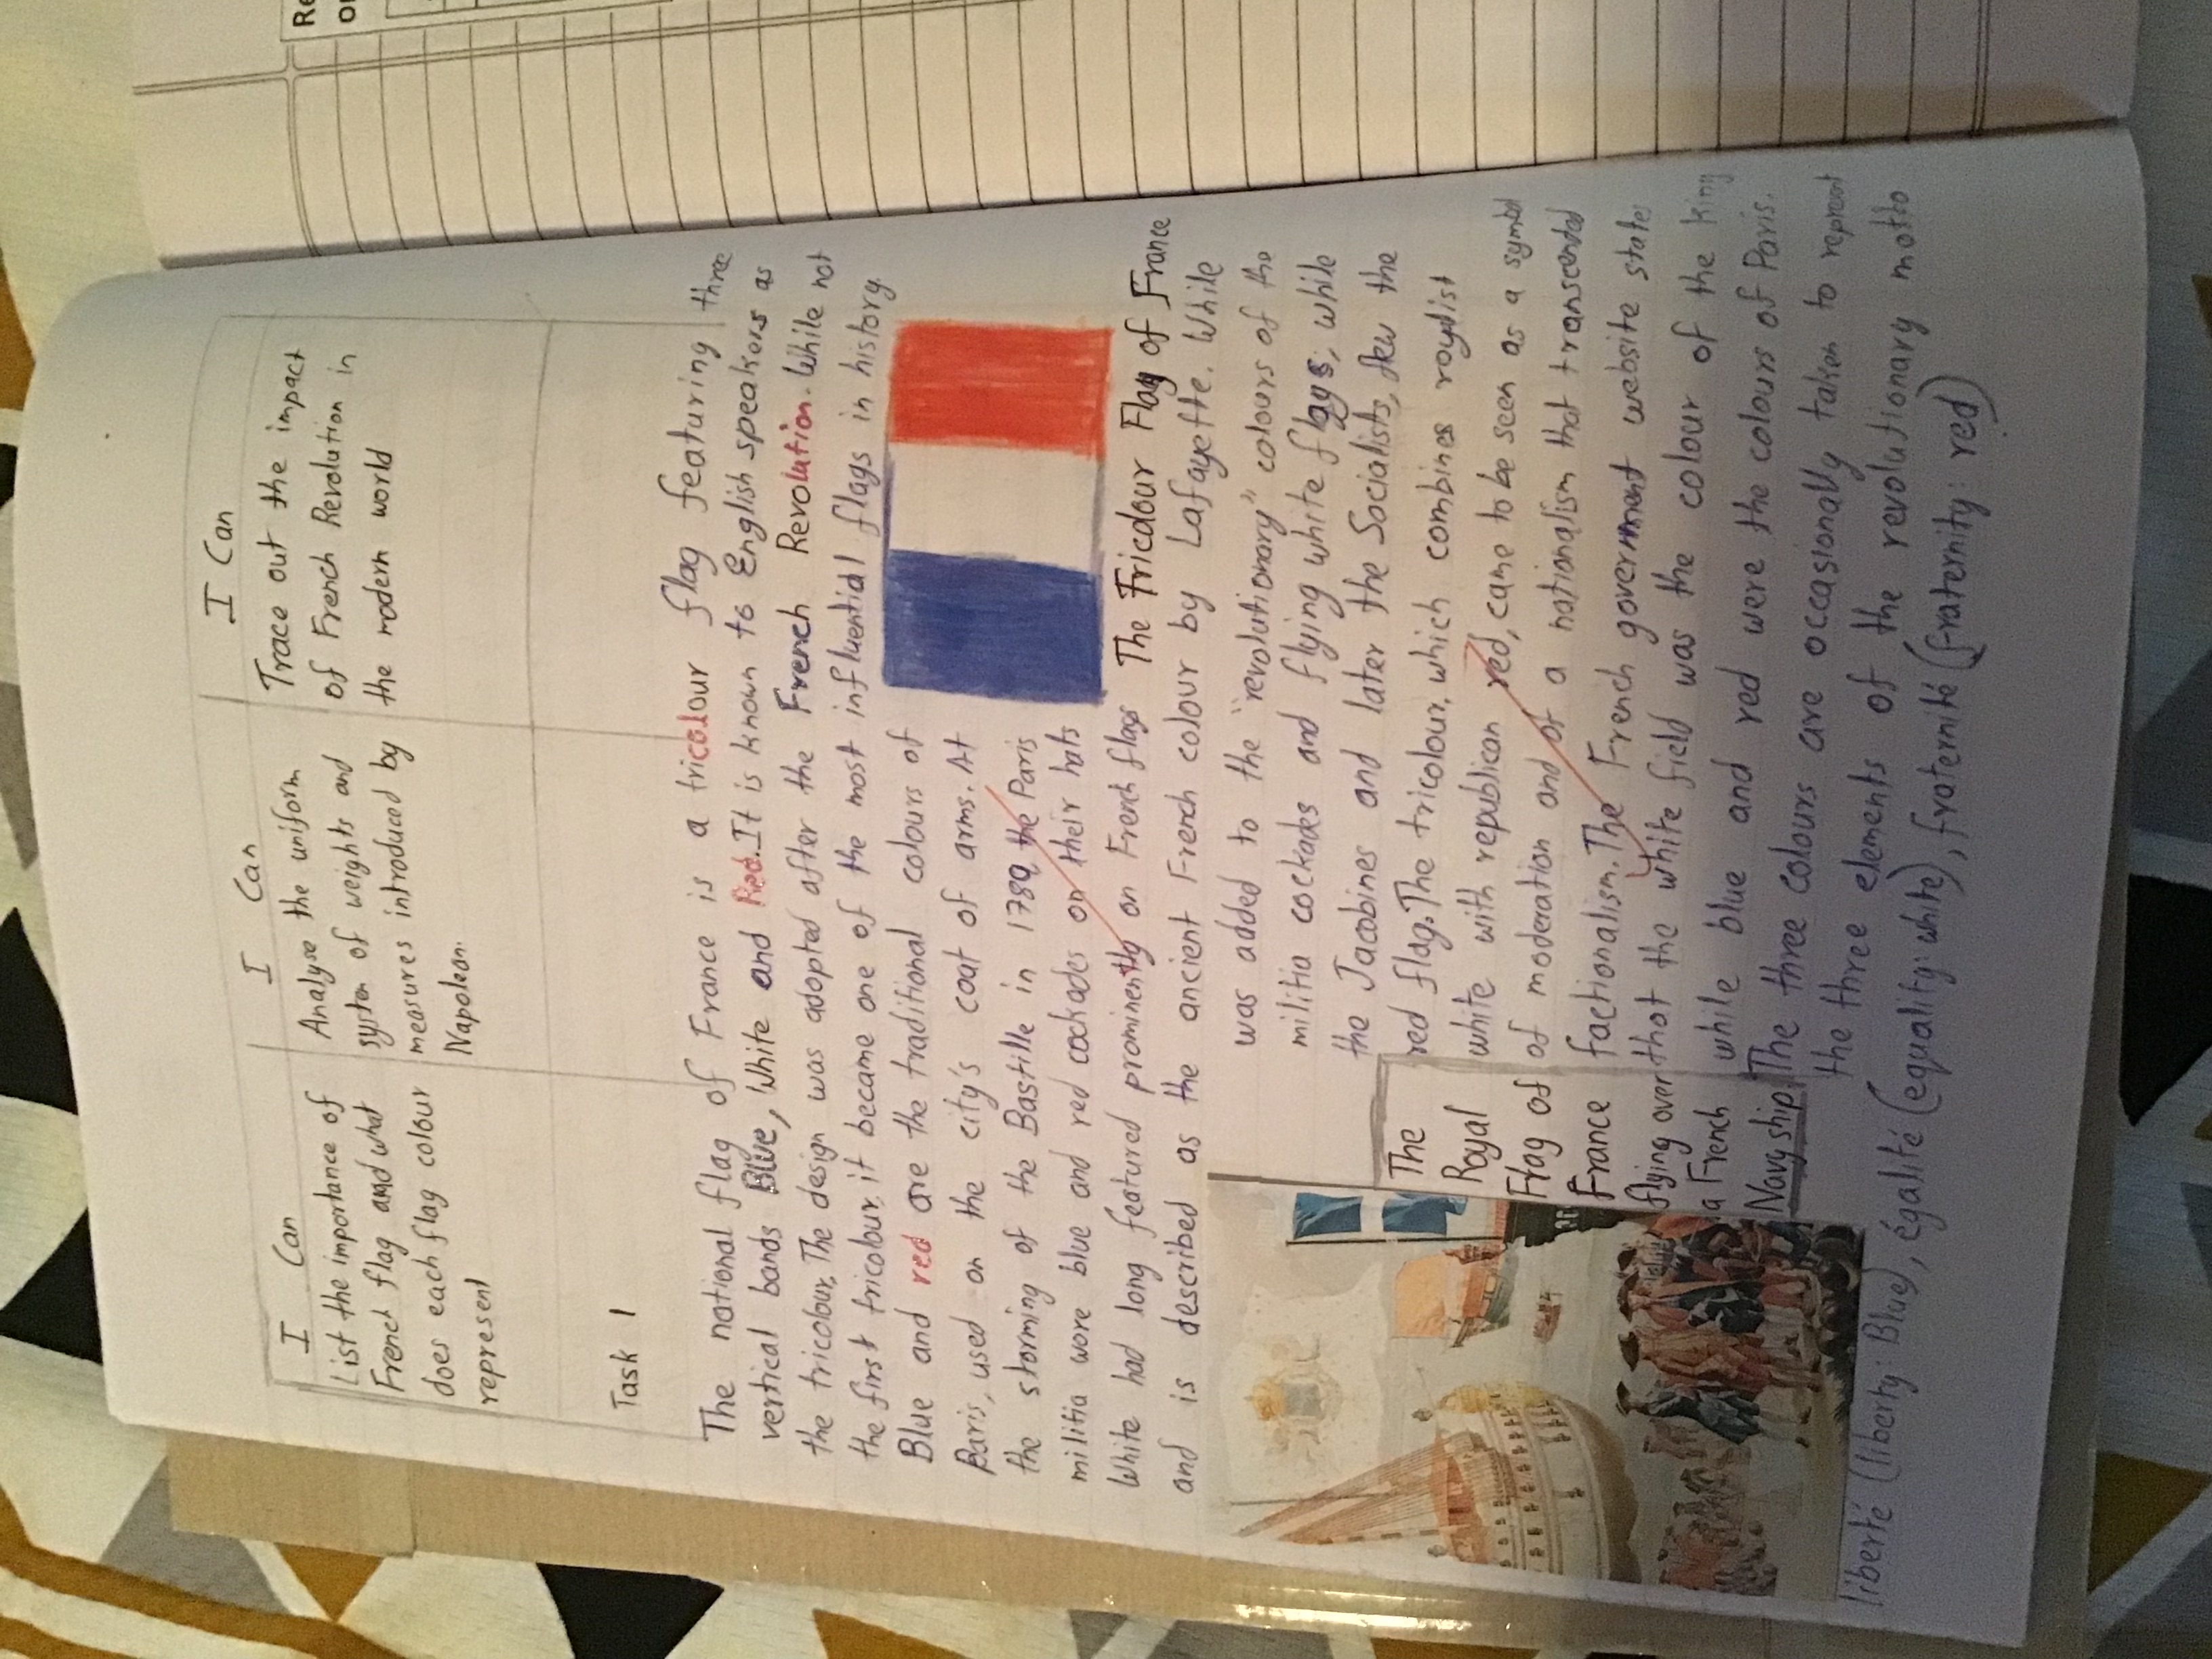 I Can
List the importance of
French flag and what
does each flag colour
represent
I Can
Analyse the uniform
system of weights and
measures introduced by
Napolean.
I Can
Trace out the impact
of French Revolution in
the modern world
Task 1
The national flag of France is a tricolour flag featuring three
vertical bands Blue, White and Red. It is known to English speakers as
the tricolour. The design was adopted after the French Revolution. While not
the first tricolour, it became one of the most influential flags in history.
Blue and red are the traditional colours of
Paris, used on the city's coat of arms. At
the storming of the Bastille in 1789, the Paris
militia wore blue and red cockades on their hats
White had long featured prominently on French flags
The Fricdour Flag of France
and is described as the ancient French colour by Lafayette. While
was added to the "revolutionary" colours of the
militia cockades and flying white flags, while
the Jacobines and later the Socialists, flew the
red flag. The tricolour, which combines roydist
white with republican red, came to be seen as a symbol
of moderation and of a nationalism that transcended
factionalism. The French government website states
that the white field was the colour of the king
while blue and red were the colours of Paris.
The three colours are occasionally taken to represent
the three elements of the revolutionary motto
liberté (liberty: Blue), égalité (equality: white), fraternité (fraternity: red)
The
Royal
Flag of
France
flying over
a French
Navy ship.
Re